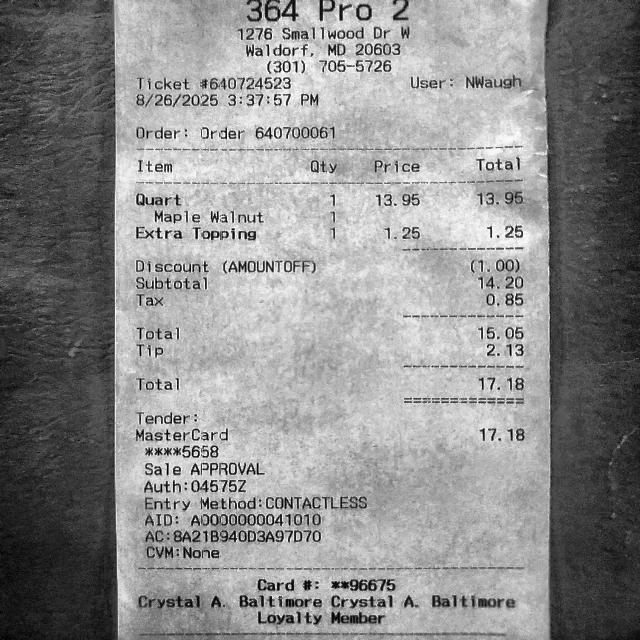 364 Pro 2
1276 Smallwood Dr W
Waldorf, MD 20603
(301) 705-5726
Ticket #640724523 User: NWaugh
8/26/2025 3:37:57 PM
Order: Order 640700061
Item Qty Price Total
Quart 1 13.95 13.95
Maple Walnut 1
Extra Topping 1 1.25 1.25
Discount (AMOUNTOFF) (1.00)
Subtotal 14.20
Tax 0.85
Total 15.05
Tip 2.13
Total 17.18
Tender:
MasterCard 17.18
****5658
Sale APPROVAL
Auth:04575Z
Entry Method:CONTACTLESS
AID: A0000000041010
AC:8A21B940D3A97D70
CVM:None
Card #: **96675
Crystal A. Baltimore Crystal A. Baltimore
Loyalty Member